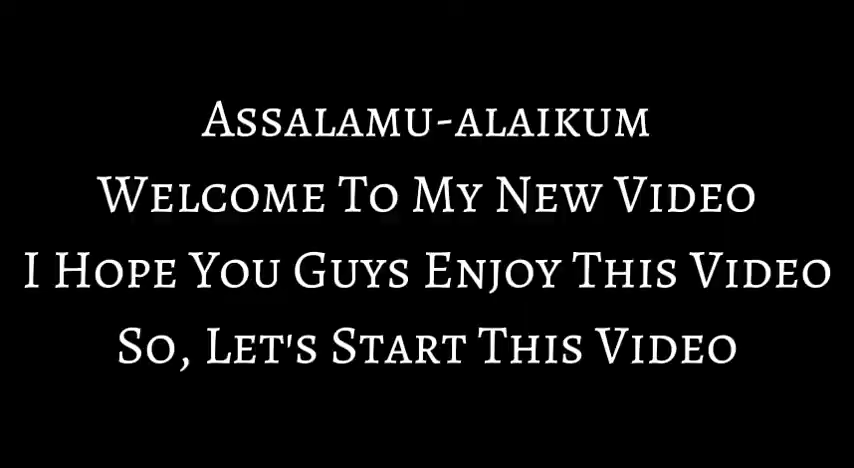 Assalamu-alaikum
Welcome To My New Video
I Hope You Guys Enjoy This Video
So, Let's Start This Video